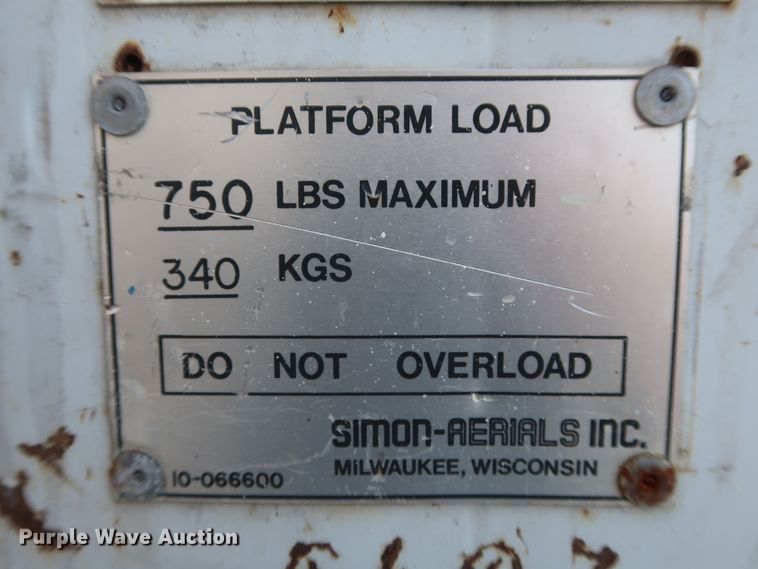 PLATFORM LOAD
750 LBS MAXIMUM
340 KGS
DO NOT OVERLOAD
SIMON-AERIALS INC.
MILWAUKEE, WISCONSIN
10-066600
Purple Wave Auction